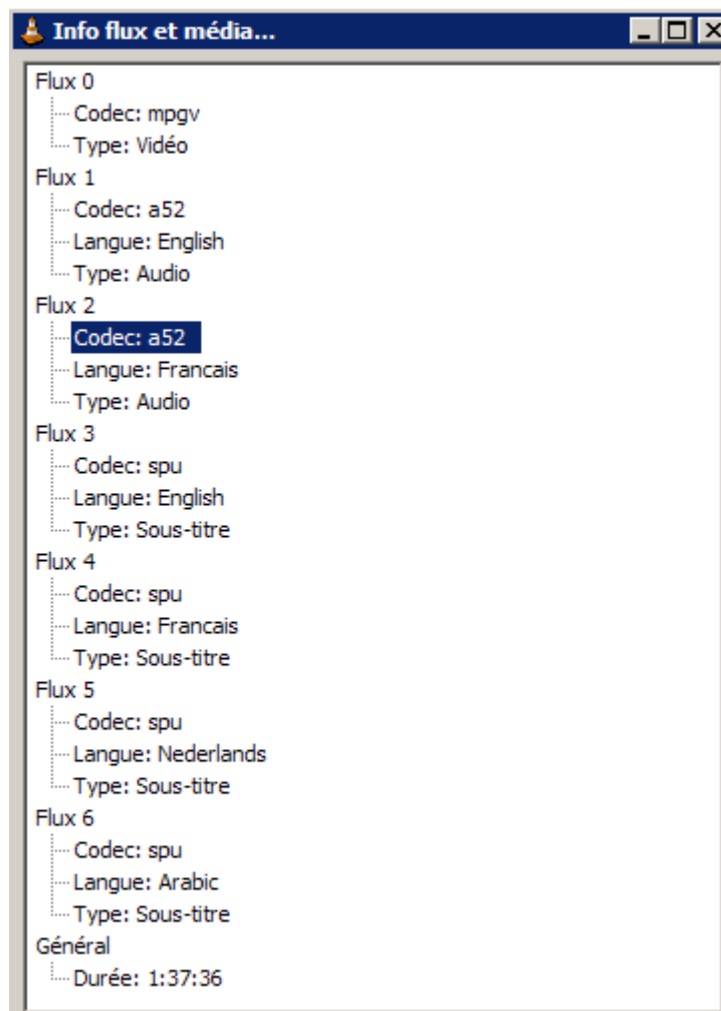 Info flux et média...
Flux 0
Codec: mpgv
Type: Vidéo
Flux 1
Codec: a52
Langue: English
Type: Audio
Flux 2
Codec: a52
Langue: Francais
Type: Audio
Flux 3
Codec: spu
Langue: English
Type: Sous-titre
Flux 4
Codec: spu
Langue: Francais
Type: Sous-titre
Flux 5
Codec: spu
Langue: Nederlands
Type: Sous-titre
Flux 6
Codec: spu
Langue: Arabic
Type: Sous-titre
Général
Durée: 1:37:36